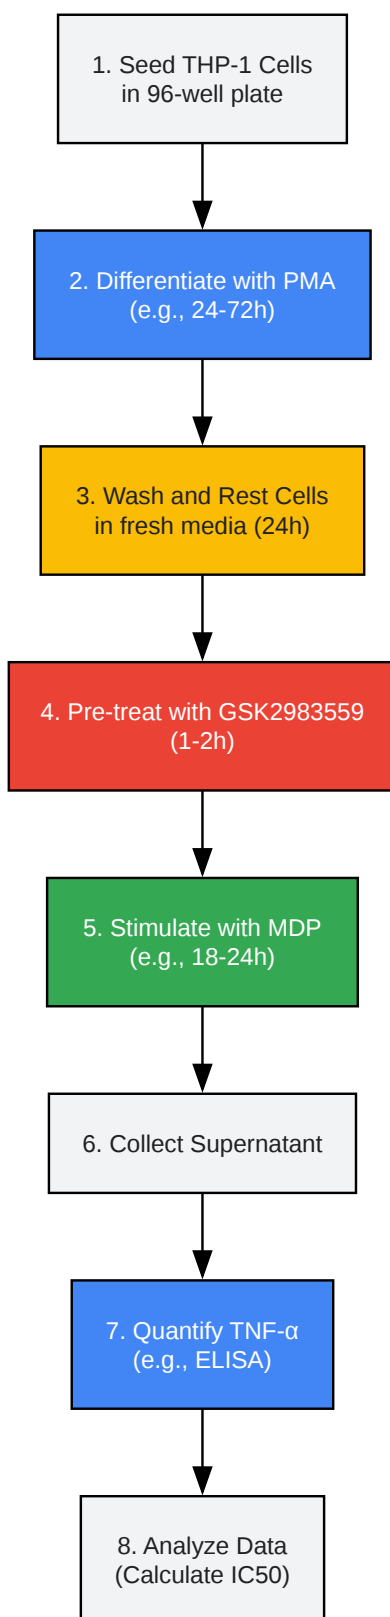 1. Seed THP-1 Cells
in 96-well plate
2. Differentiate with PMA
(e.g., 24-72h)
3. Wash and Rest Cells
in fresh media (24h)
4. Pre-treat with GSK2983559
(1-2h)
5. Stimulate with MDP
(e.g., 18-24h)
6. Collect Supernatant
7. Quantify TNF-α
(e.g., ELISA)
8. Analyze Data
(Calculate IC50)